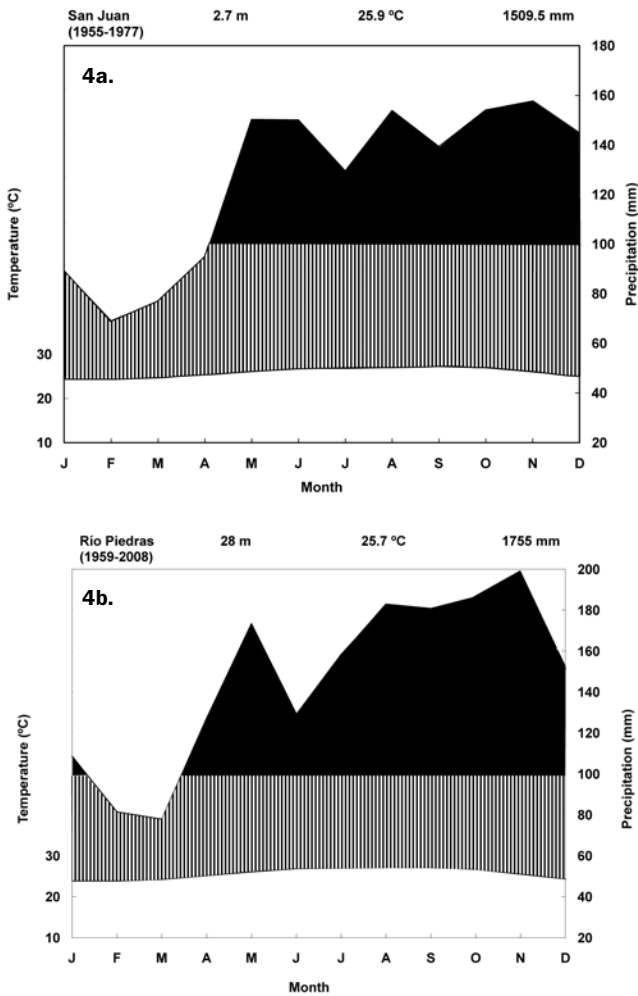 San Juan 2.7 m 25.9 ºC 1509.5 mm
(1955-1977)
4a.
180
160
140
120
100
80
60
40
20
30
20
10
Temperature (ºC)
Precipitation (mm)
J F M A M J J A S O N D
Month
Río Piedras 28 m 25.7 ºC 1755 mm
(1959-2008)
4b.
200
180
160
140
120
100
80
60
40
20
30
20
10
Temperature (ºC)
Precipitation (mm)
J F M A M J J A S O N D
Month